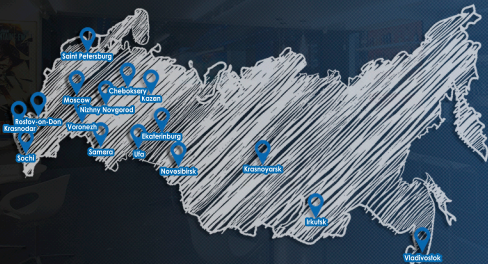 Saint Petersburg
Cheboksery
Moscow
Kazan
Nizhny Novgorod
Rostov-on-Don
Krasnodar
Voronezh
Ekaterinburg
Samara
Ufa
Sochi
Novosibirsk
Krasnoyarsk
Irkutsk
Vladivostok